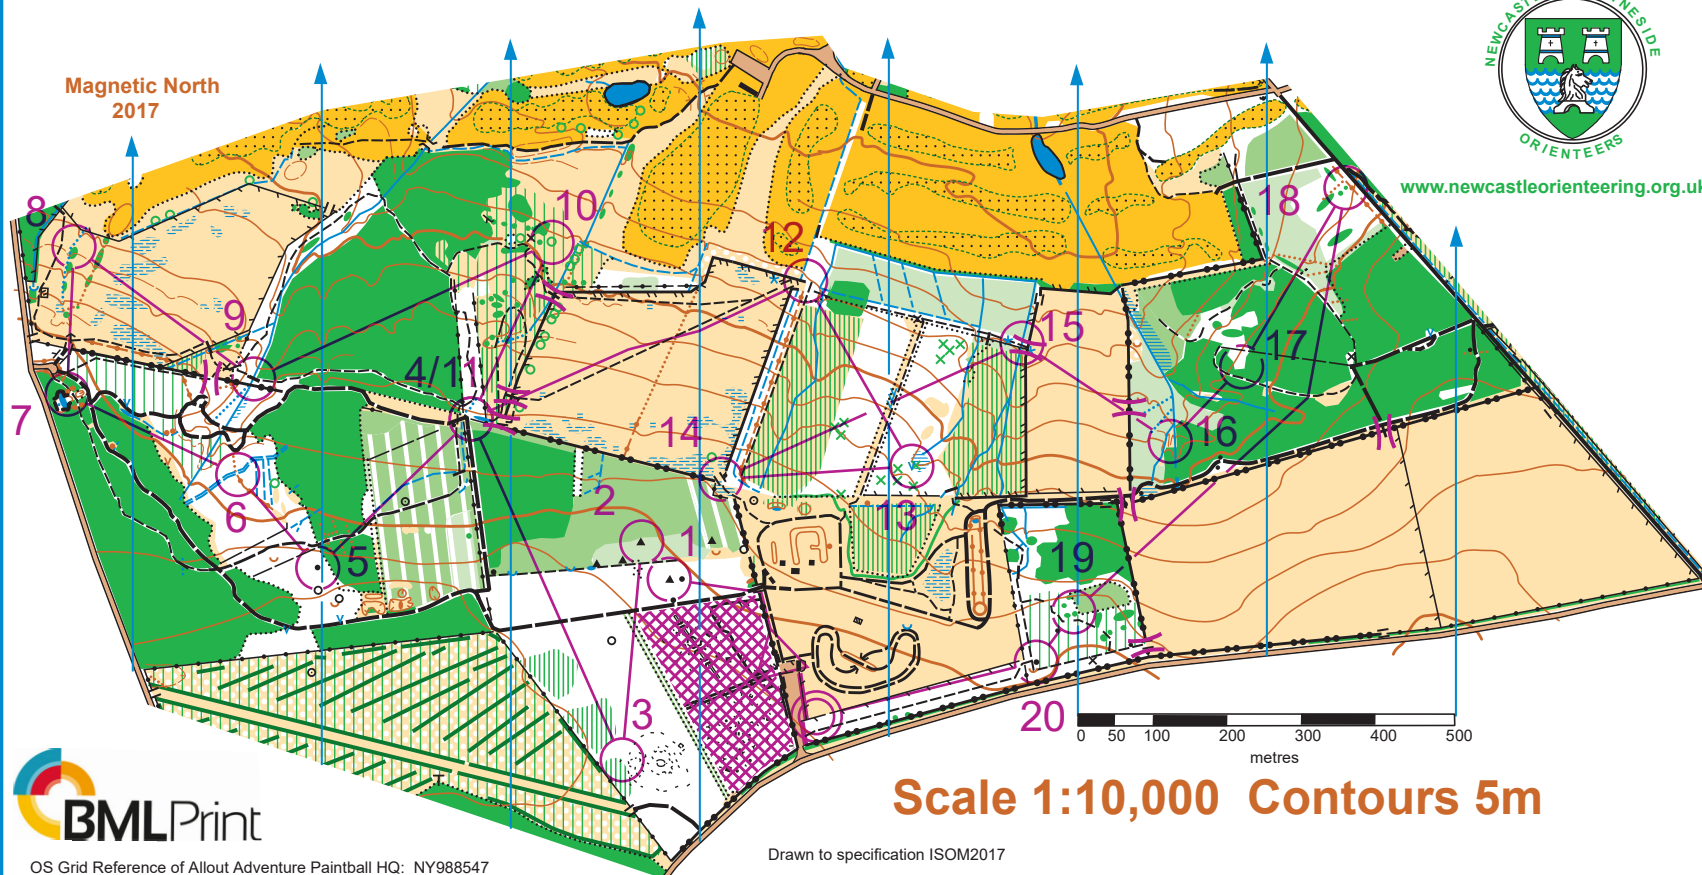 Magnetic North
2017
NEWCASTLE
TYNESIDE
ORIENTEERS
www.newcastleorienteering.org.uk
8
10
12
18
9
4/11
15
17
7
14
16
6
2
13
5
1
19
3
20
0 50 100 200 300 400 500
metres
Scale 1:10,000 Contours 5m
BML Print
Drawn to specification ISOM2017
OS Grid Reference of Allout Adventure Paintball HQ: NY988547